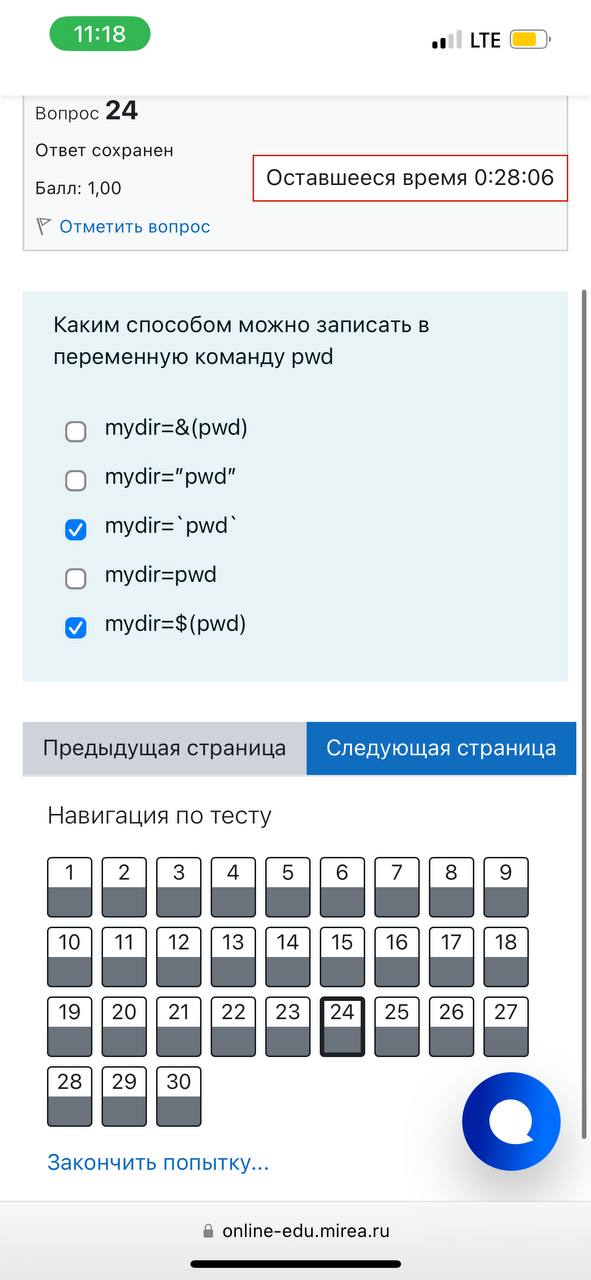 11:18
LTE
Вопрос 24
Ответ сохранен
Оставшееся время 0:28:06
Балл: 1,00
Отметить вопрос
Каким способом можно записать в
переменную команду pwd
mydir=&(pwd)
mydir="pwd"
mydir=`pwd`
mydir=pwd
mydir=$(pwd)
Предыдущая страница
Следующая страница
Навигация по тесту
1 2 3 4 5 6 7 8 9
10 11 12 13 14 15 16 17 18
19 20 21 22 23 24 25 26 27
28 29 30
Закончить попытку...
online-edu.mirea.ru